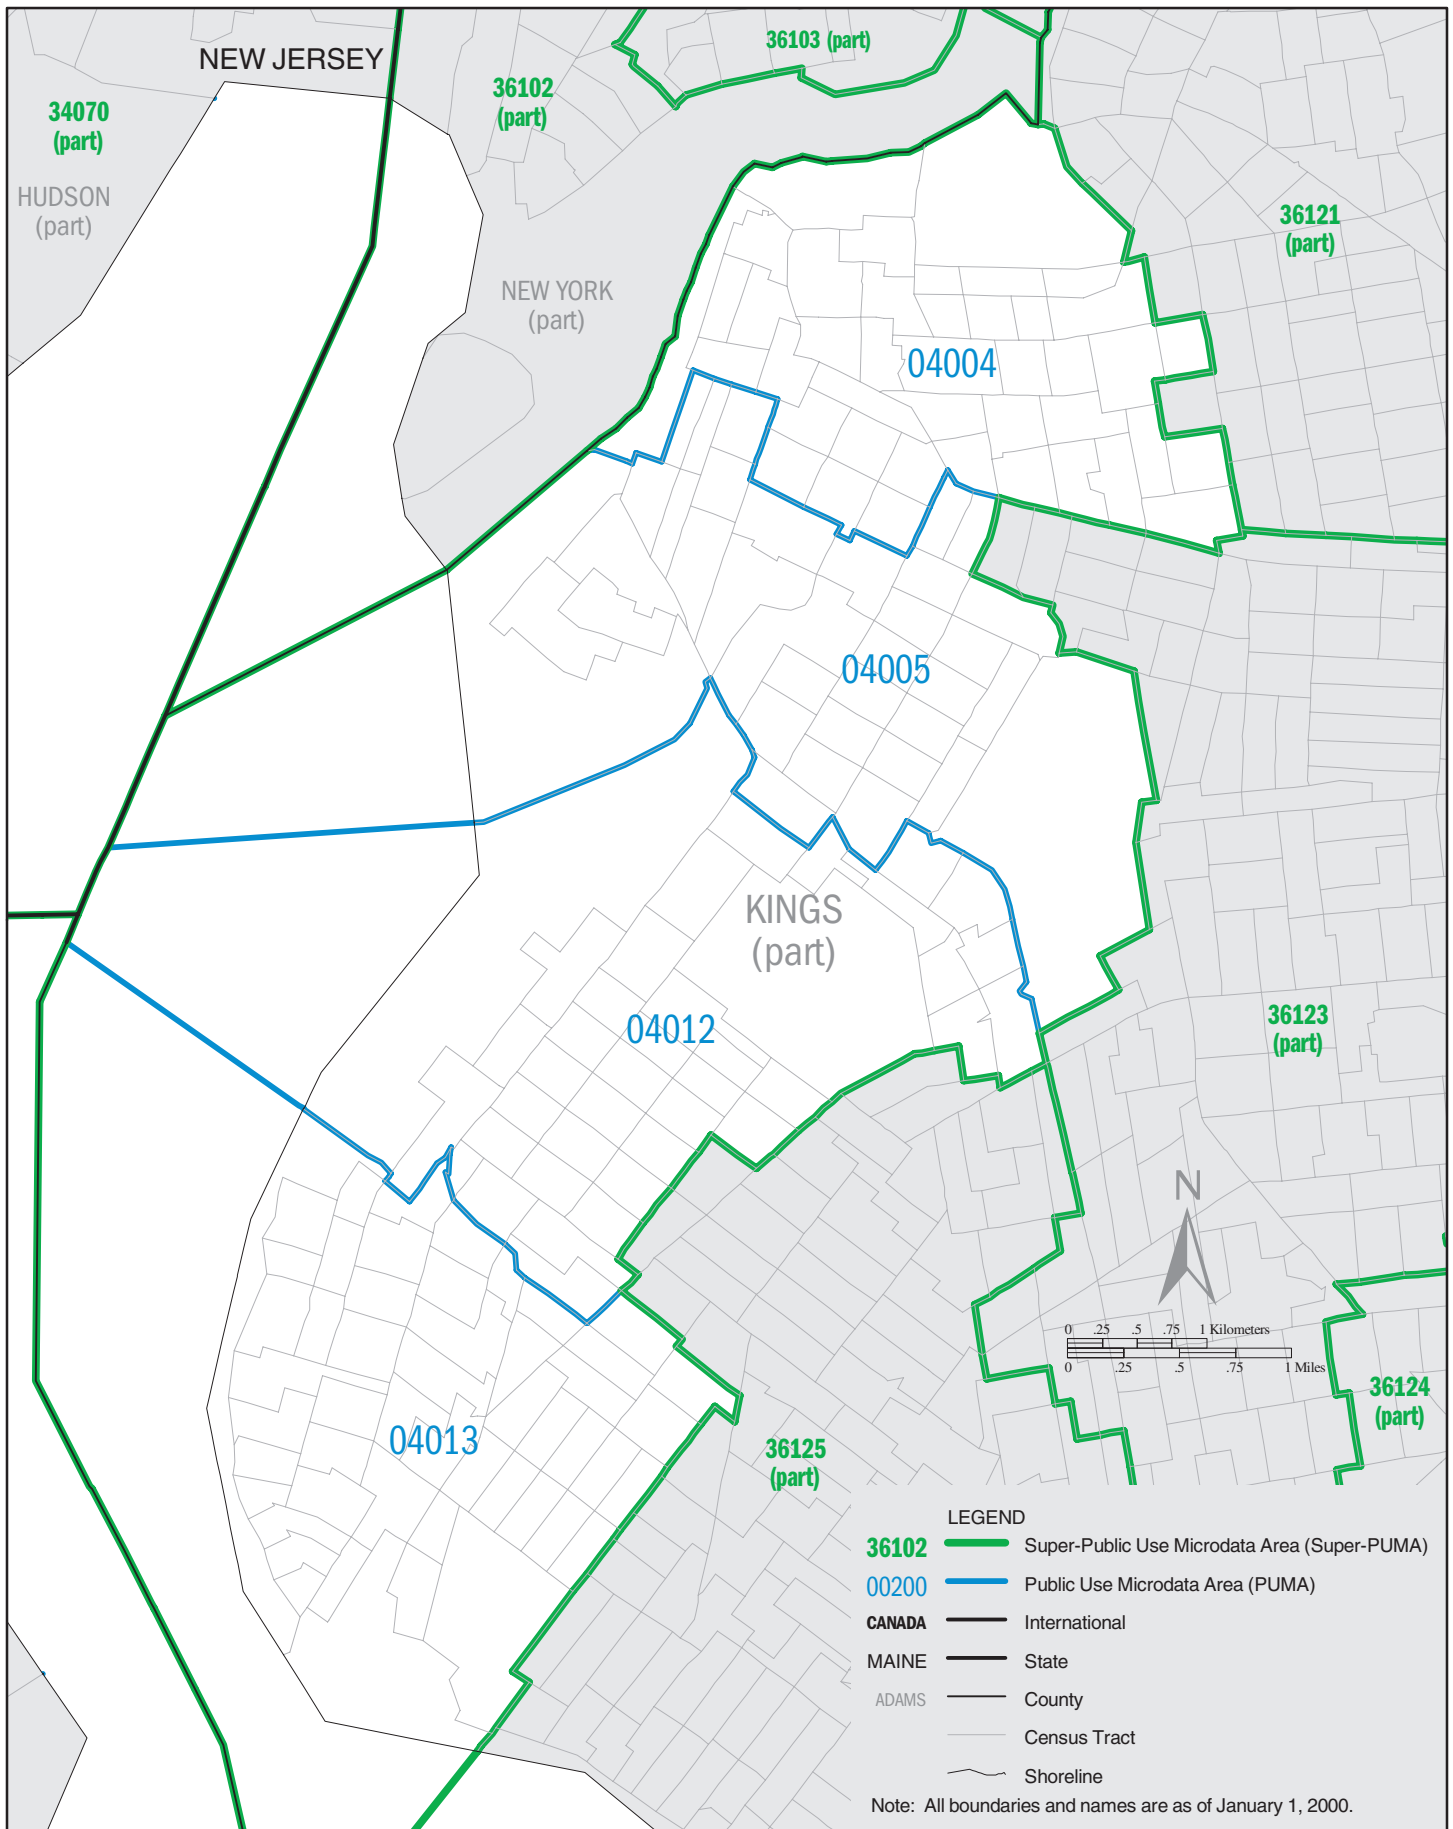 NEW JERSEY
36103 (part)
36102
(part)
34070
(part)
HUDSON
(part)
36121
(part)
NEW YORK
(part)
04004
04005
KINGS
(part)
04012
36123
(part)
N
0 .25 .5 .75 1 Kilometers
0 .25 .5 .75 1 Miles
36124
(part)
04013
36125
(part)
LEGEND
36102 Super-Public Use Microdata Area (Super-PUMA)
00200 Public Use Microdata Area (PUMA)
CANADA International
MAINE State
ADAMS County
Census Tract
Shoreline
Note: All boundaries and names are as of January 1, 2000.